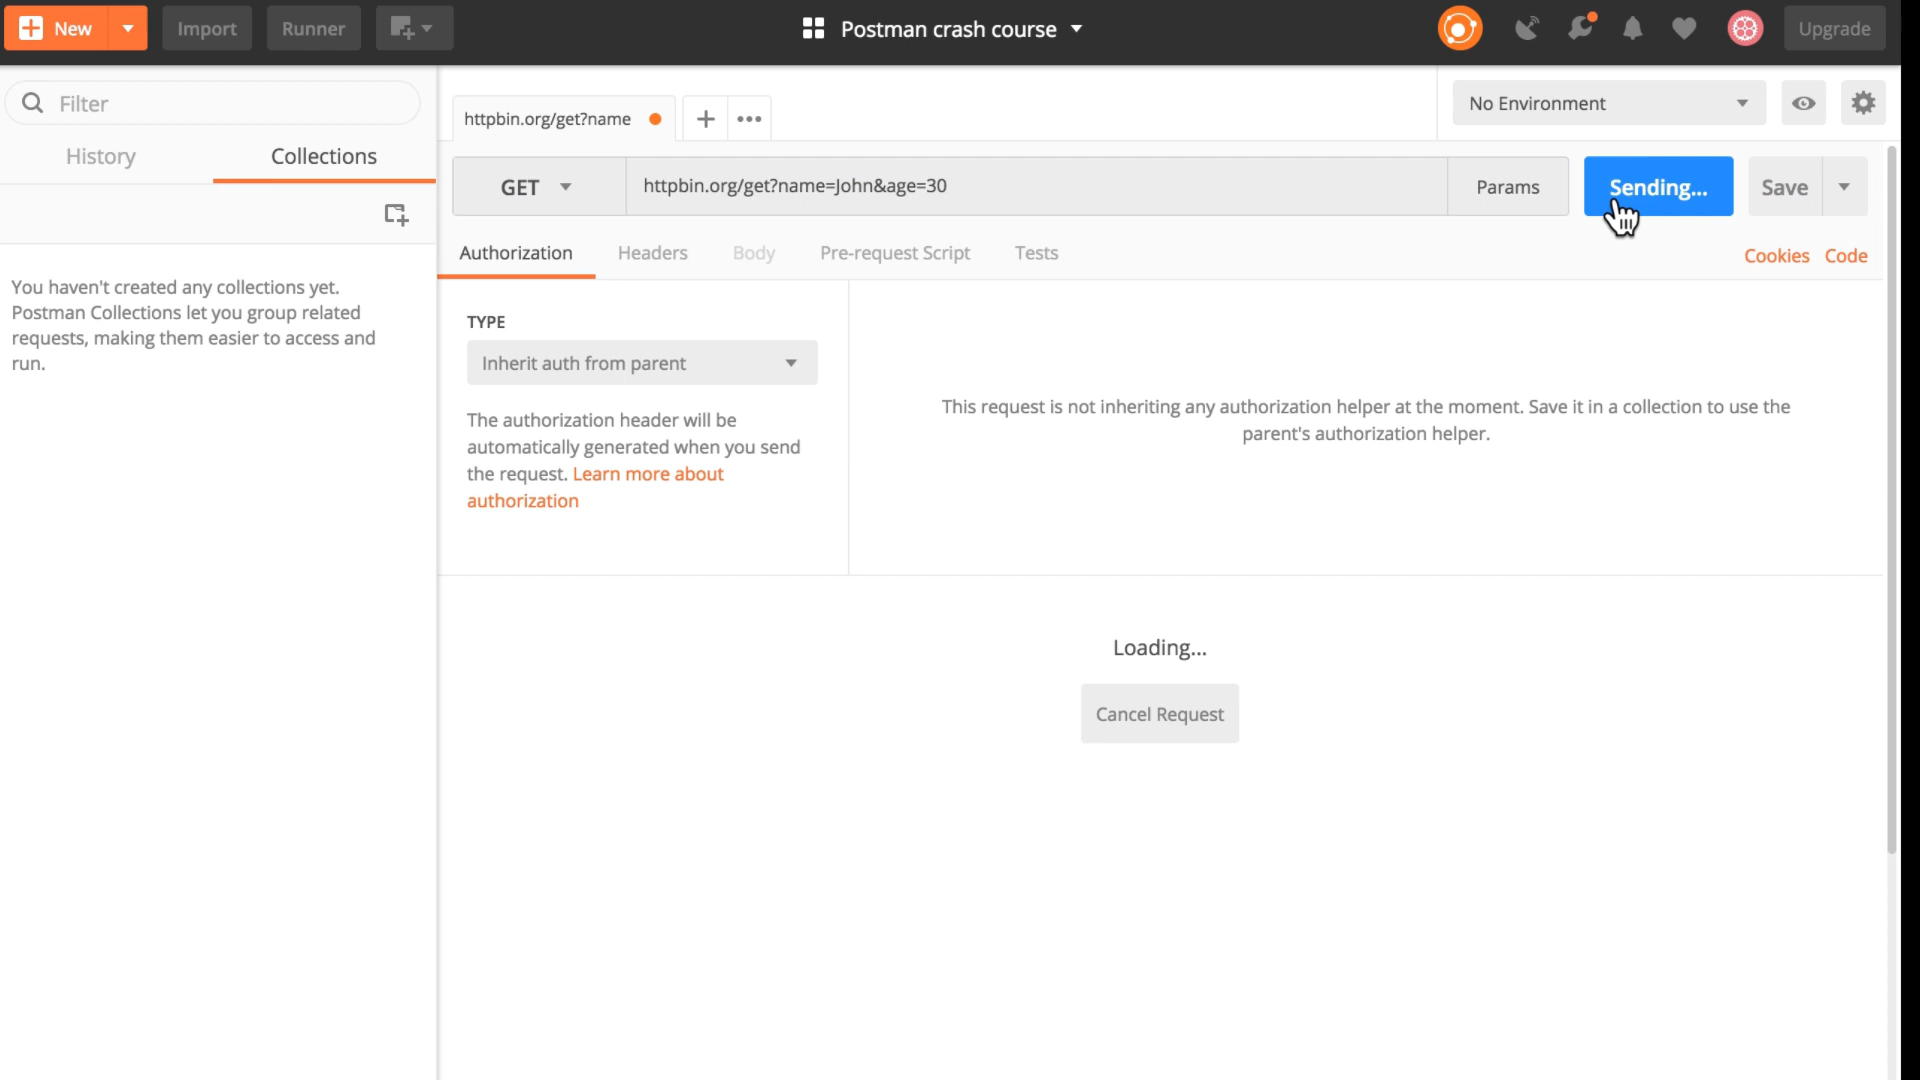 New
Import
Runner
Postman crash course
Upgrade
Filter
History
Collections
You haven't created any collections yet.
Postman Collections let you group related
requests, making them easier to access and
run.
httpbin.org/get?name
No Environment
GET
httpbin.org/get?name=John&age=30
Params
Sending...
Save
Authorization
Headers
Body
Pre-request Script
Tests
Cookies
Code
TYPE
Inherit auth from parent
The authorization header will be
automatically generated when you send
the request. Learn more about
authorization
This request is not inheriting any authorization helper at the moment. Save it in a collection to use the
parent's authorization helper.
Loading...
Cancel Request